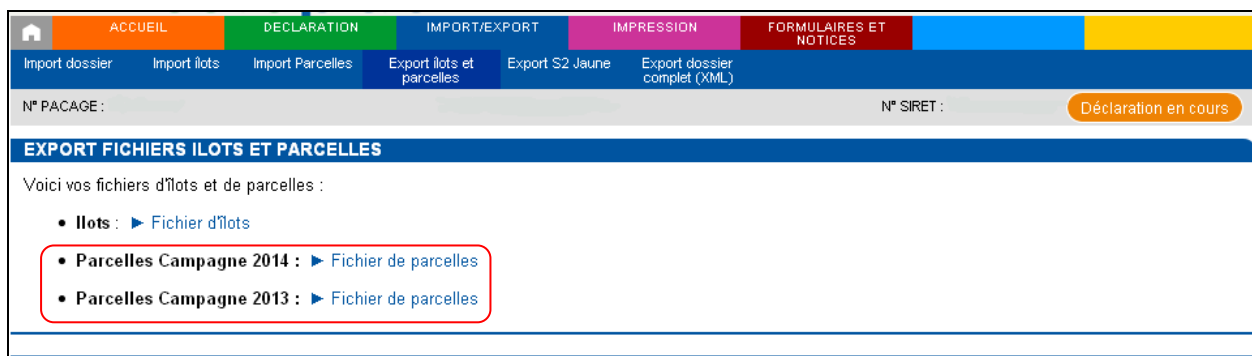 ACCUEIL DECLARATION IMPORT/EXPORT IMPRESSION FORMULAIRES ET
NOTICES
Import dossier Import îlots Import Parcelles Export îlots et
parcelles Export S2 Jaune Export dossier
complet (XML)
N° PACAGE : N° SIRET : Déclaration en cours
EXPORT FICHIERS ILOTS ET PARCELLES
Voici vos fichiers d'îlots et de parcelles :
• Ilots : ► Fichier d'îlots
• Parcelles Campagne 2014 : ► Fichier de parcelles
• Parcelles Campagne 2013 : ► Fichier de parcelles